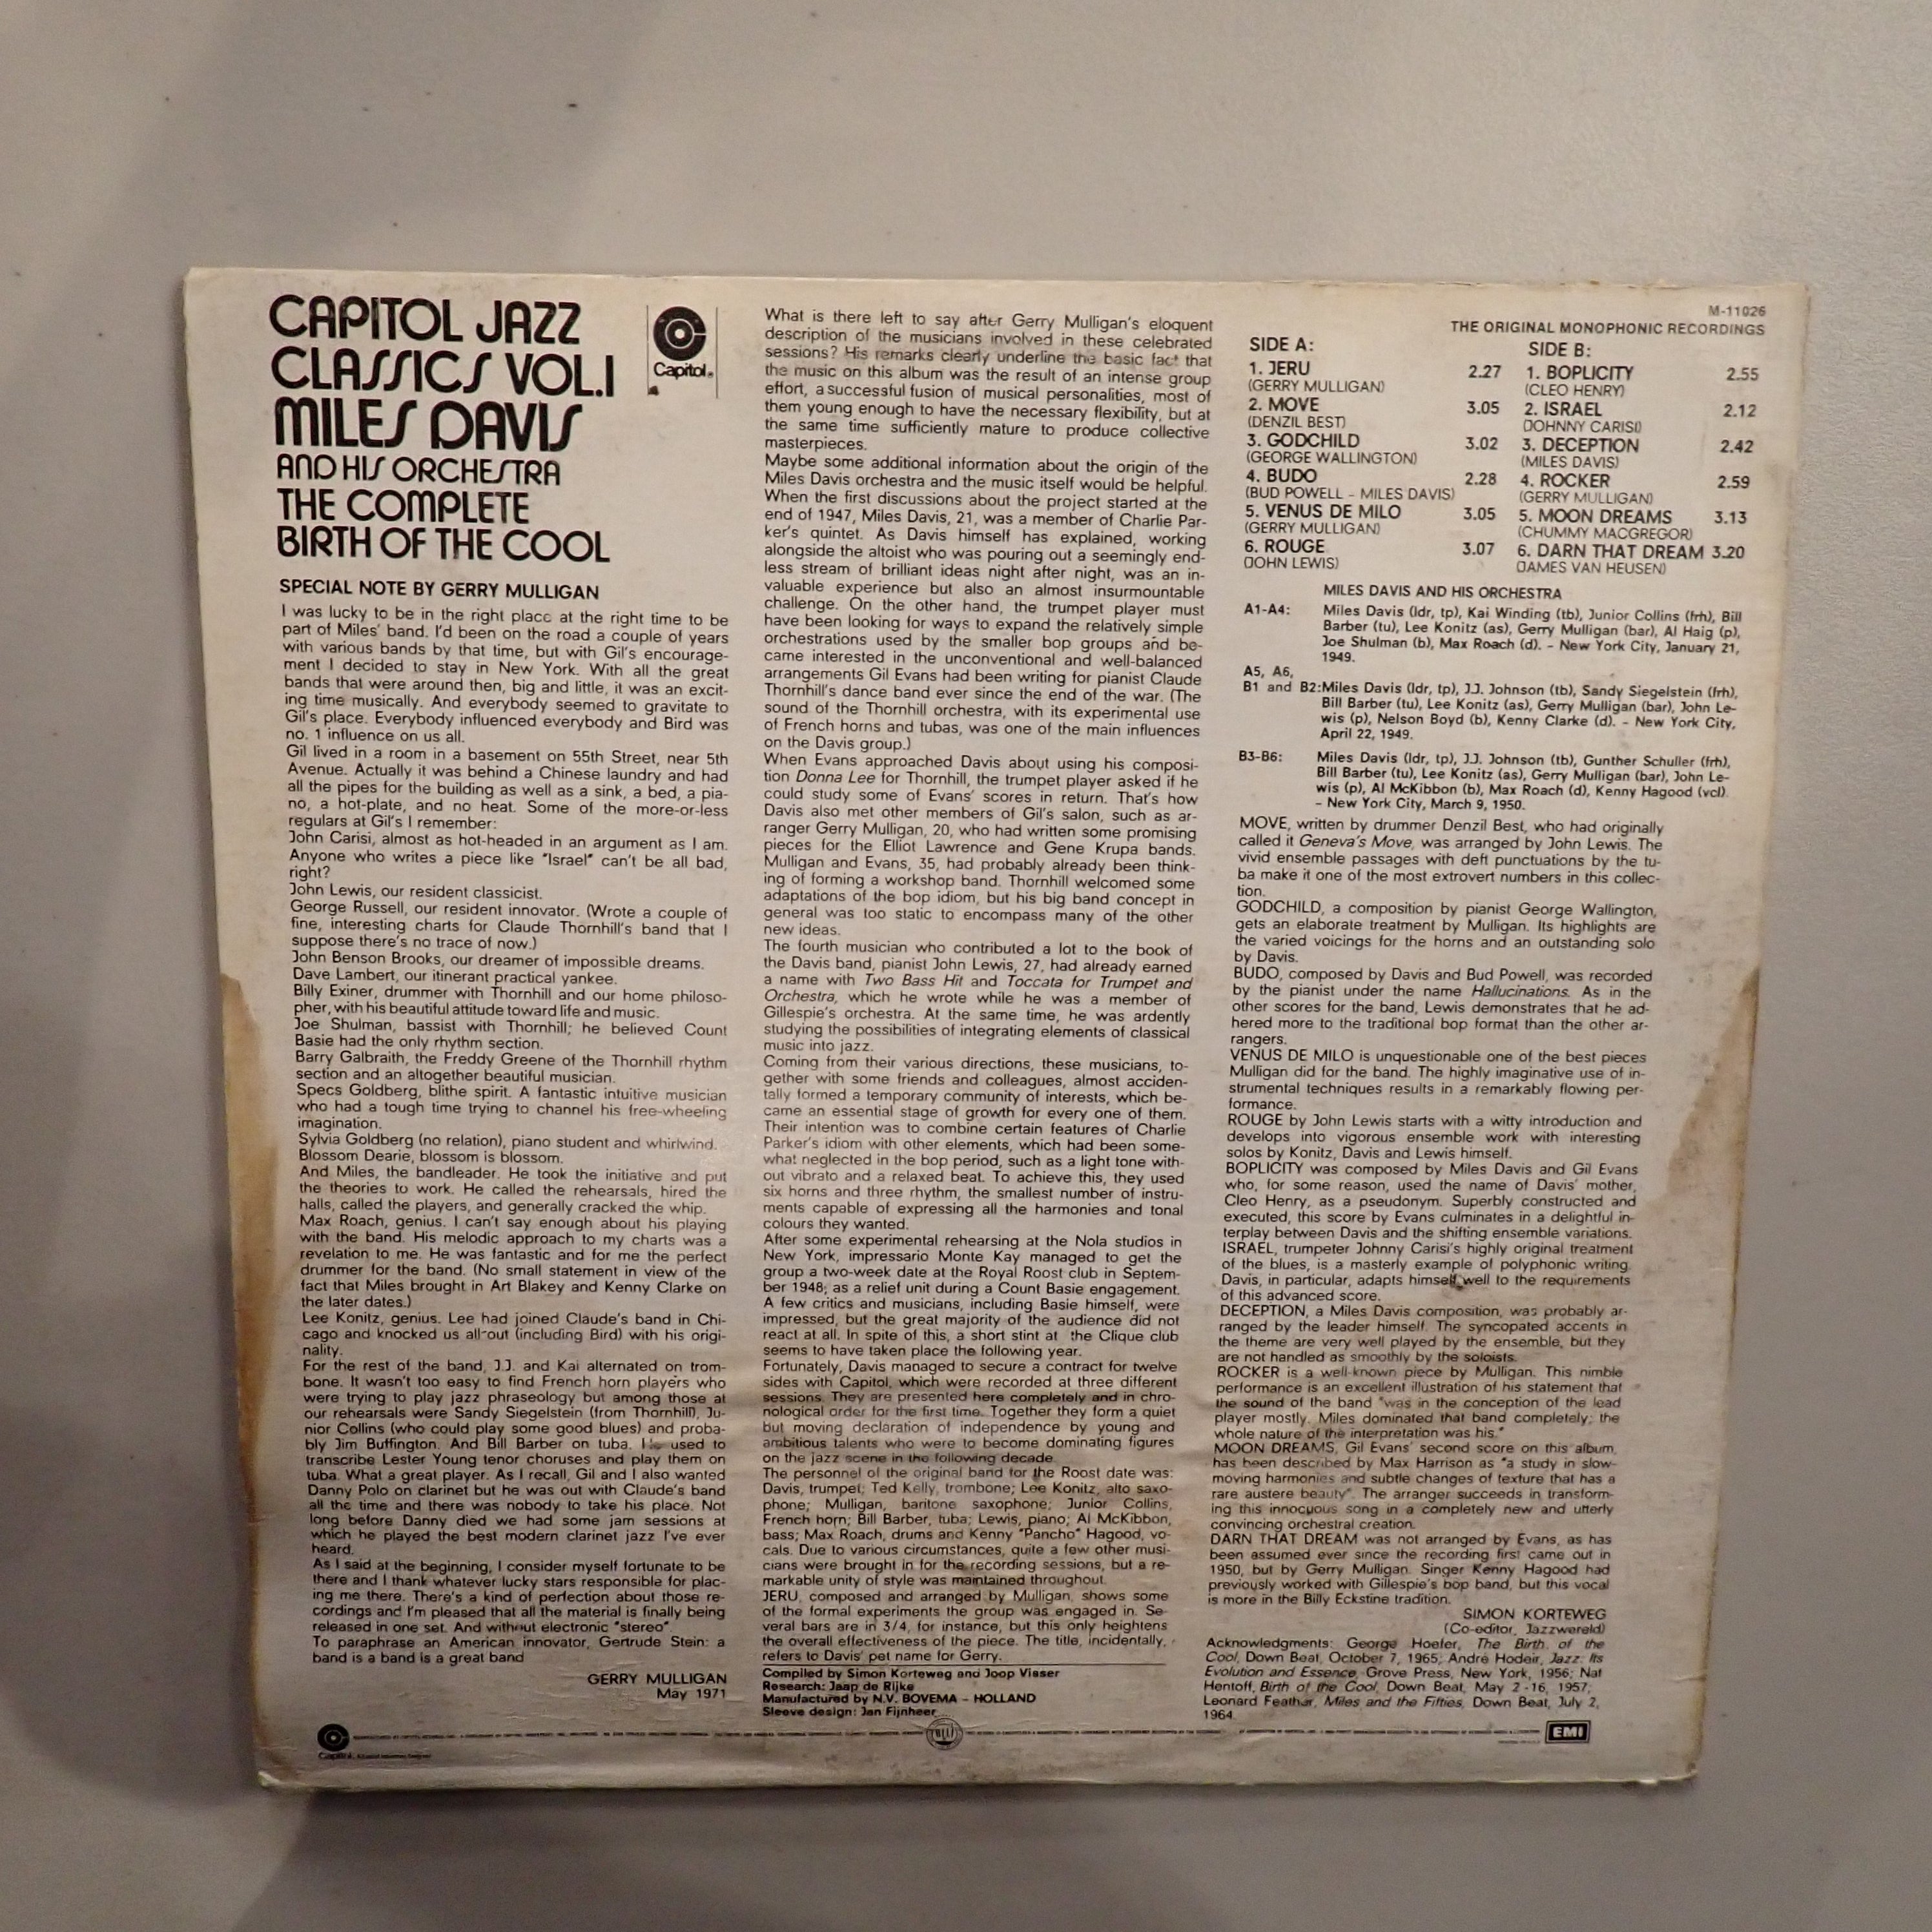 CAPITOL JAZZ
CLASSICS VOL.1
MILES DAVIS
AND HIS ORCHESTRA
THE COMPLETE
BIRTH OF THE COOL
Capitol.
SPECIAL NOTE BY GERRY MULLIGAN
I was lucky to be in the right place at the right time to be
part of Miles' band. I'd been on the road a couple of years
with various bands by that time, but with Gil's encourage-
ment I decided to stay in New York. With all the great
bands that were around then, big and little, it was an excit-
ing time musically. And everybody seemed to gravitate to
Gil's place. Everybody influenced everybody and Bird was
no. 1 influence on us all.
Gil lived in a room in a basement on 55th Street, near 5th
Avenue. Actually it was behind a Chinese laundry and had
all the pipes for the building as well as a sink, a bed, a pia-
no, a hot-plate, and no heat. Some of the more-or-less
regulars at Gil's I remember:
John Carisi, almost as hot-headed in an argument as I am.
Anyone who writes a piece like "Israel" can't be all bad,
right?
John Lewis, our resident classicist.
George Russell, our resident innovator. (Wrote a couple of
fine, interesting charts for Claude Thornhill's band that I
suppose there's no trace of now.)
John Benson Brooks, our dreamer of impossible dreams.
Dave Lambert, our itinerant practical yankee.
Billy Exiner, drummer with Thornhill and our home philoso-
pher, with his beautiful attitude toward life and music.
Joe Shulman, bassist with Thornhill; he believed Count
Basie had the only rhythm section.
Barry Galbraith, the Freddy Greene of the Thornhill rhythm
section and an altogether beautiful musician.
Specs Goldberg, blithe spirit. A fantastic intuitive musician
who had a tough time trying to channel his free-wheeling
imagination.
Sylvia Goldberg (no relation), piano student and whirlwind.
Blossom Dearie, blossom is blossom.
And Miles, the bandleader. He took the initiative and put
the theories to work. He called the rehearsals, hired the
halls, called the players, and generally cracked the whip.
Max Roach, genius. I can't say enough about his playing
with the band. His melodic approach to my charts was a
revelation to me. He was fantastic and for me the perfect
drummer for the band. (No small statement in view of the
fact that Miles brought in Art Blakey and Kenny Clarke on
the later dates.)
Lee Konitz, genius. Lee had joined Claude's band in Chi-
cago and knocked us all out (including Bird) with his origi-
nality.
For the rest of the band, J.J. and Kai alternated on trom-
bone. It wasn't too easy to find French horn players who
were trying to play jazz phraseology but among those at
our rehearsals were Sandy Siegelstein (from Thornhill), Ju-
nior Collins (who could play some good blues) and proba-
bly Jim Buffington. And Bill Barber on tuba. He used to
transcribe Lester Young tenor choruses and play them on
tuba. What a great player. As I recall, Gil and I also wanted
Danny Polo on clarinet but he was out with Claude's band
all the time and there was nobody to take his place. Not
long before Danny died we had some jam sessions at
which he played the best modern clarinet jazz I've ever
heard.
As I said at the beginning, I consider myself fortunate to be
there and I thank whatever lucky stars responsible for plac-
ing me there. There's a kind of perfection about those re-
cordings and I'm pleased that all the material is finally being
released in one set. And without electronic "stereo".
To paraphrase an American innovator, Gertrude Stein: a
band is a band is a great band
GERRY MULLIGAN
May 1971
What is there left to say after Gerry Mulligan's eloquent
description of the musicians involved in these celebrated
sessions? His remarks clearly underline the basic fact that
the music on this album was the result of an intense group
effort, a successful fusion of musical personalities, most of
them young enough to have the necessary flexibility, but at
the same time sufficiently mature to produce collective
masterpieces.
Maybe some additional information about the origin of the
Miles Davis orchestra and the music itself would be helpful.
When the first discussions about the project started at the
end of 1947, Miles Davis, 21, was a member of Charlie Par-
ker's quintet. As Davis himself has explained, working
alongside the altoist who was pouring out a seemingly end-
less stream of brilliant ideas night after night, was an in-
valuable experience but also an almost insurmountable
challenge. On the other hand, the trumpet player must
have been looking for ways to expand the relatively simple
orchestrations used by the smaller bop groups and be-
came interested in the unconventional and well-balanced
arrangements Gil Evans had been writing for pianist Claude
Thornhill's dance band ever since the end of the war. (The
sound of the Thornhill orchestra, with its experimental use
of French horns and tubas, was one of the main influences
on the Davis group.)
When Evans approached Davis about using his composi-
tion Donna Lee for Thornhill, the trumpet player asked if he
could study some of Evans' scores in return. That's how
Davis also met other members of Gil's salon, such as ar-
ranger Gerry Mulligan, 20, who had written some promising
pieces for the Elliot Lawrence and Gene Krupa bands.
Mulligan and Evans, 35, had probably already been think-
ing of forming a workshop band. Thornhill welcomed some
adaptations of the bop idiom, but his big band concept in
general was too static to encompass many of the other
new ideas.
The fourth musician who contributed a lot to the book of
the Davis band, pianist John Lewis, 27, had already earned
a name with Two Bass Hit and Toccata for Trumpet and
Orchestra, which he wrote while he was a member of
Gillespie's orchestra. At the same time, he was ardently
studying the possibilities of integrating elements of classical
music into jazz.
Coming from their various directions, these musicians, to-
gether with some friends and colleagues, almost acciden-
tally formed a temporary community of interests, which be-
came an essential stage of growth for every one of them.
Their intention was to combine certain features of Charlie
Parker's idiom with other elements, which had been some-
what neglected in the bop period, such as a light tone with-
out vibrato and a relaxed beat. To achieve this, they used
six horns and three rhythm, the smallest number of instru-
ments capable of expressing all the harmonies and tonal
colours they wanted.
After some experimental rehearsing at the Nola studios in
New York, impressario Monte Kay managed to get the
group a two-week date at the Royal Roost club in Septem-
ber 1948; as a relief unit during a Count Basie engagement.
A few critics and musicians, including Basie himself, were
impressed, but the great majority of the audience did not
react at all. In spite of this, a short stint at the Clique club
seems to have taken place the following year.
Fortunately, Davis managed to secure a contract for twelve
sides with Capitol, which were recorded at three different
sessions. They are presented here completely and in chro-
nological order for the first time. Together they form a quiet
but moving declaration of independence by young and
ambitious talents who were to become dominating figures
on the jazz scene in the following decade.
The personnel of the original band for the Roost date was:
Davis, trumpet; Ted Kelly, trombone; Lee Konitz, alto saxo-
phone; Mulligan, baritone saxophone; Junior Collins,
French horn; Bill Barber, tuba; Lewis, piano; Al McKibbon,
bass; Max Roach, drums and Kenny "Pancho" Hagood, vo-
cals. Due to various circumstances, quite a few other musi-
cians were brought in for the recording sessions, but a re-
markable unity of style was maintained throughout.
JERU, composed and arranged by Mulligan, shows some
of the formal experiments the group was engaged in. Se-
veral bars are in 3/4, for instance, but this only heightens
the overall effectiveness of the piece. The title, incidentally,
refers to Davis' pet name for Gerry.
Compiled by Simon Korteweg and Joop Visser
Research: Jaap de Rijke
Manufactured by N.V. BOVEMA - HOLLAND
Sleeve design: Jan Fijnheer
M-11026
THE ORIGINAL MONOPHONIC RECORDINGS
SIDE A:
1. JERU 2.27
(GERRY MULLIGAN)
2. MOVE 3.05
(DENZIL BEST)
3. GODCHILD 3.02
(GEORGE WALLINGTON)
4. BUDO 2.28
(BUD POWELL - MILES DAVIS)
5. VENUS DE MILO 3.05
(GERRY MULLIGAN)
6. ROUGE 3.07
(JOHN LEWIS)
SIDE B:
1. BOPLICITY 2.55
(CLEO HENRY)
2. ISRAEL 2.12
(JOHNNY CARISI)
3. DECEPTION 2.42
(MILES DAVIS)
4. ROCKER 2.59
(GERRY MULLIGAN)
5. MOON DREAMS 3.13
(CHUMMY MACGREGOR)
6. DARN THAT DREAM 3.20
(JAMES VAN HEUSEN)
MILES DAVIS AND HIS ORCHESTRA
A1-A4: Miles Davis (ldr, tp), Kai Winding (tb), Junior Collins (frh), Bill
Barber (tu), Lee Konitz (as), Gerry Mulligan (bar), Al Haig (p),
Joe Shulman (b), Max Roach (d). - New York City, January 21,
1949.
A5, A6,
B1 and B2: Miles Davis (ldr, tp), J.J. Johnson (tb), Sandy Siegelstein (frh),
Bill Barber (tu), Lee Konitz (as), Gerry Mulligan (bar), John Le-
wis (p), Nelson Boyd (b), Kenny Clarke (d). - New York City,
April 22, 1949.
B3-B6: Miles Davis (ldr, tp), J.J. Johnson (tb), Gunther Schuller (frh),
Bill Barber (tu), Lee Konitz (as), Gerry Mulligan (bar), John Le-
wis (p), Al McKibbon (b), Max Roach (d), Kenny Hagood (vcl)
- New York City, March 9, 1950.
MOVE, written by drummer Denzil Best, who had originally
called it Geneva's Move, was arranged by John Lewis. The
vivid ensemble passages with deft punctuations by the tu-
ba make it one of the most extrovert numbers in this collec-
tion.
GODCHILD, a composition by pianist George Wallington,
gets an elaborate treatment by Mulligan. Its highlights are
the varied voicings for the horns and an outstanding solo
by Davis.
BUDO, composed by Davis and Bud Powell, was recorded
by the pianist under the name Hallucinations. As in the
other scores for the band, Lewis demonstrates that he ad-
hered more to the traditional bop format than the other ar-
rangers.
VENUS DE MILO is unquestionable one of the best pieces
Mulligan did for the band. The highly imaginative use of in-
strumental techniques results in a remarkably flowing per-
formance.
ROUGE by John Lewis starts with a witty introduction and
develops into vigorous ensemble work with interesting
solos by Konitz, Davis and Lewis himself.
BOPLICITY was composed by Miles Davis and Gil Evans
who, for some reason, used the name of Davis' mother,
Cleo Henry, as a pseudonym. Superbly constructed and
executed, this score by Evans culminates in a delightful in-
terplay between Davis and the shifting ensemble variations.
ISRAEL, trumpeter Johnny Carisi's highly original treatment
of the blues, is a masterly example of polyphonic writing.
Davis, in particular, adapts himself well to the requirements
of this advanced score.
DECEPTION, a Miles Davis composition, was probably ar-
ranged by the leader himself. The syncopated accents in
the theme are very well played by the ensemble, but they
are not handled as smoothly by the soloists.
ROCKER is a well-known piece by Mulligan. This nimble
performance is an excellent illustration of his statement that
the sound of the band "was in the conception of the lead
player mostly. Miles dominated that band completely; the
whole nature of the interpretation was his."
MOON DREAMS, Gil Evans' second score on this album,
has been described by Max Harrison as "a study in slow-
moving harmonies and subtle changes of texture that has a
rare austere beauty". The arranger succeeds in transform-
ing this innocuous song in a completely new and utterly
convincing orchestral creation.
DARN THAT DREAM was not arranged by Evans, as has
been assumed ever since the recording first came out in
1950, but by Gerry Mulligan. Singer Kenny Hagood had
previously worked with Gillespie's bop band, but this vocal
is more in the Billy Eckstine tradition.
SIMON KORTEWEG
(Co-editor, Jazzwereld)
Acknowledgments: George Hoefer, The Birth of the
Cool, Down Beat, October 7, 1965; André Hodeir, Jazz: Its
Evolution and Essence, Grove Press, New York, 1956; Nat
Hentoff, Birth of the Cool, Down Beat, May 2-16, 1957;
Leonard Feather, Miles and the Fifties, Down Beat, July 2,
1964.
Capitol
EMI